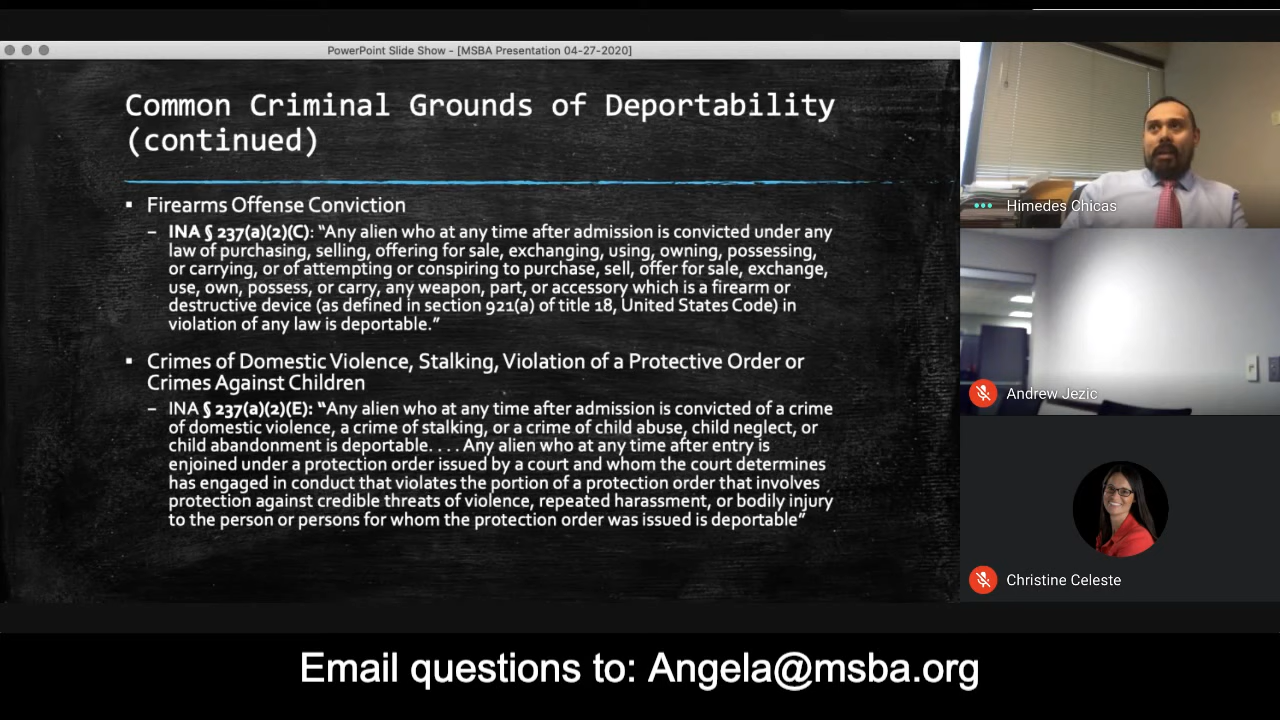 PowerPoint Slide Show - [MSBA Presentation 04-27-2020]
Common Criminal Grounds of Deportability
(continued)
▪ Firearms Offense Conviction
– INA § 237(a)(2)(C): “Any alien who at any time after admission is convicted under any
law of purchasing, selling, offering for sale, exchanging, using, owning, possessing,
or carrying, or of attempting or conspiring to purchase, sell, offer for sale, exchange,
use, own, possess, or carry, any weapon, part, or accessory which is a firearm or
destructive device (as defined in section 921(a) of title 18, United States Code) in
violation of any law is deportable.”
▪ Crimes of Domestic Violence, Stalking, Violation of a Protective Order or
Crimes Against Children
– INA § 237(a)(2)(E): “Any alien who at any time after admission is convicted of a crime
of domestic violence, a crime of stalking, or a crime of child abuse, child neglect, or
child abandonment is deportable. . . . Any alien who at any time after entry is
enjoined under a protection order issued by a court and whom the court determines
has engaged in conduct that violates the portion of a protection order that involves
protection against credible threats of violence, repeated harassment, or bodily injury
to the person or persons for whom the protection order was issued is deportable”
Himedes Chicas
Andrew Jezic
Christine Celeste
Email questions to: Angela@msba.org